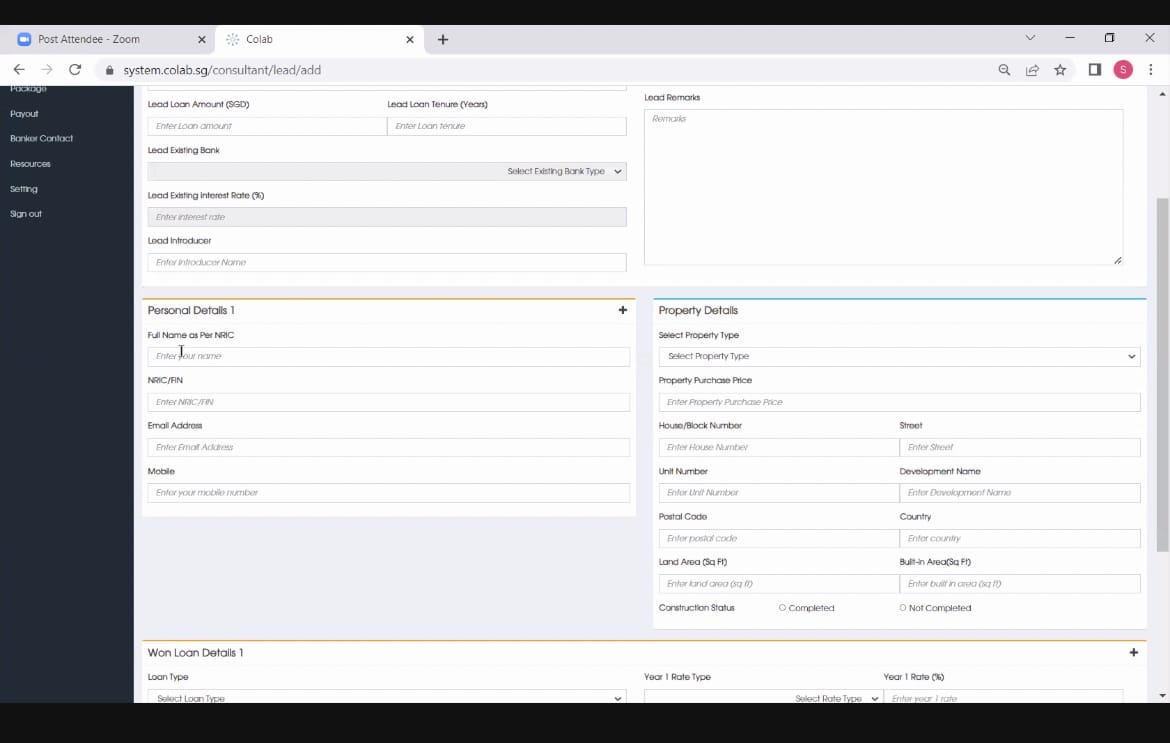 Post Attendee - Zoom
Colab
system.colab.sg/consultant/lead/add
S
Package
Payout
Banker Contact
Resources
Setting
Sign out
Lead Loan Amount (SGD)
Lead Loan Tenure (Years)
Enter Loan amount
Enter Loan tenure
Lead Existing Bank
Select Existing Bank Type
Lead Existing Interest Rate (%)
Enter interest rate
Lead Introducer
Enter Introducer Name
Lead Remarks
Remarks
Personal Details 1
Full Name as Per NRIC
Enter your name
NRIC/FIN
Enter NRIC/FIN
Email Address
Enter Email Address
Mobile
Enter your mobile number
Property Details
Select Property Type
Select Property Type
Property Purchase Price
Enter Property Purchase Price
House/Block Number
Street
Enter House Number
Enter Street
Unit Number
Development Name
Enter Unit Number
Enter Development Name
Postal Code
Country
Enter postal code
Enter country
Land Area (Sq Ft)
Built-In Area(Sq Ft)
Enter land area (sq ft)
Enter built in area (sq ft)
Construction Status
Completed
Not Completed
Won Loan Details 1
Loan Type
Year 1 Rate Type
Year 1 Rate (%)
Select Loan Type
Select Rate Type
Enter year 1 rate